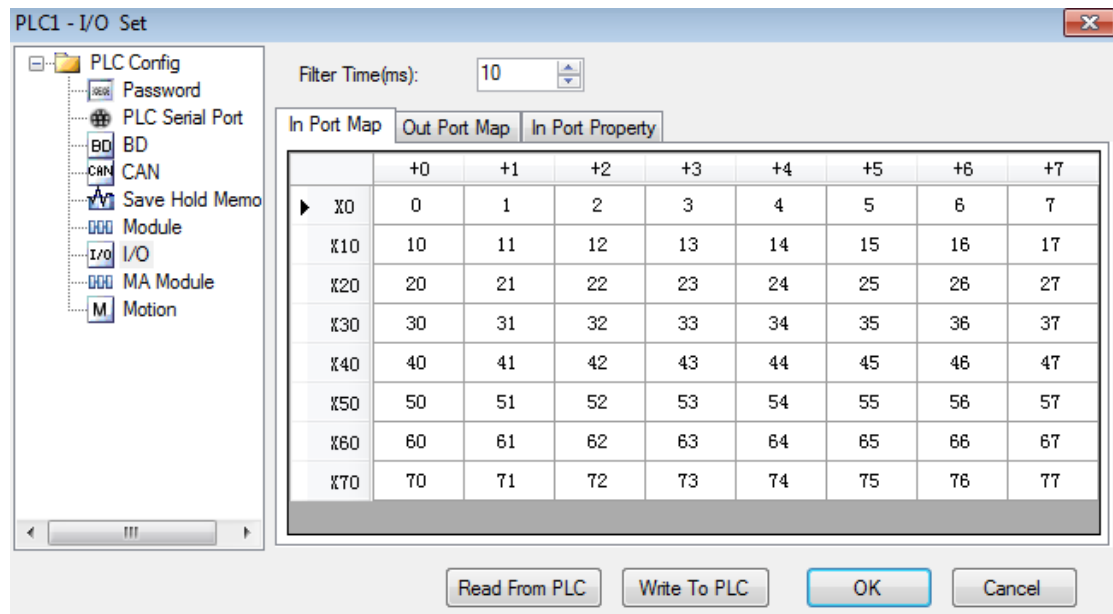 PLC1 - I/O Set
PLC Config
Password
PLC Serial Port
BD BD
CAN CAN
Save Hold Memo
Module
I/O I/O
MA Module
M Motion
Filter Time(ms): 10
In Port Map Out Port Map In Port Property
+0 +1 +2 +3 +4 +5 +6 +7
X0 0 1 2 3 4 5 6 7
X10 10 11 12 13 14 15 16 17
X20 20 21 22 23 24 25 26 27
X30 30 31 32 33 34 35 36 37
X40 40 41 42 43 44 45 46 47
X50 50 51 52 53 54 55 56 57
X60 60 61 62 63 64 65 66 67
X70 70 71 72 73 74 75 76 77
Read From PLC Write To PLC OK Cancel